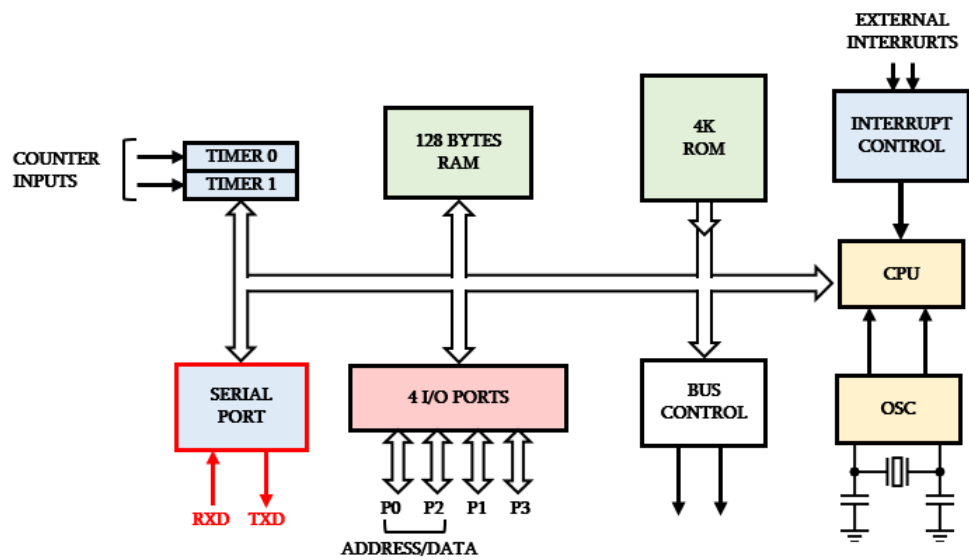 EXTERNAL
INTERRURTS
COUNTER
INPUTS
TIMER 0
TIMER 1
128 BYTES
RAM
4K
ROM
INTERRUPT
CONTROL
CPU
SERIAL
PORT
4 I/O PORTS
BUS
CONTROL
OSC
RXD TXD
P0 P2 P1 P3
ADDRESS/DATA